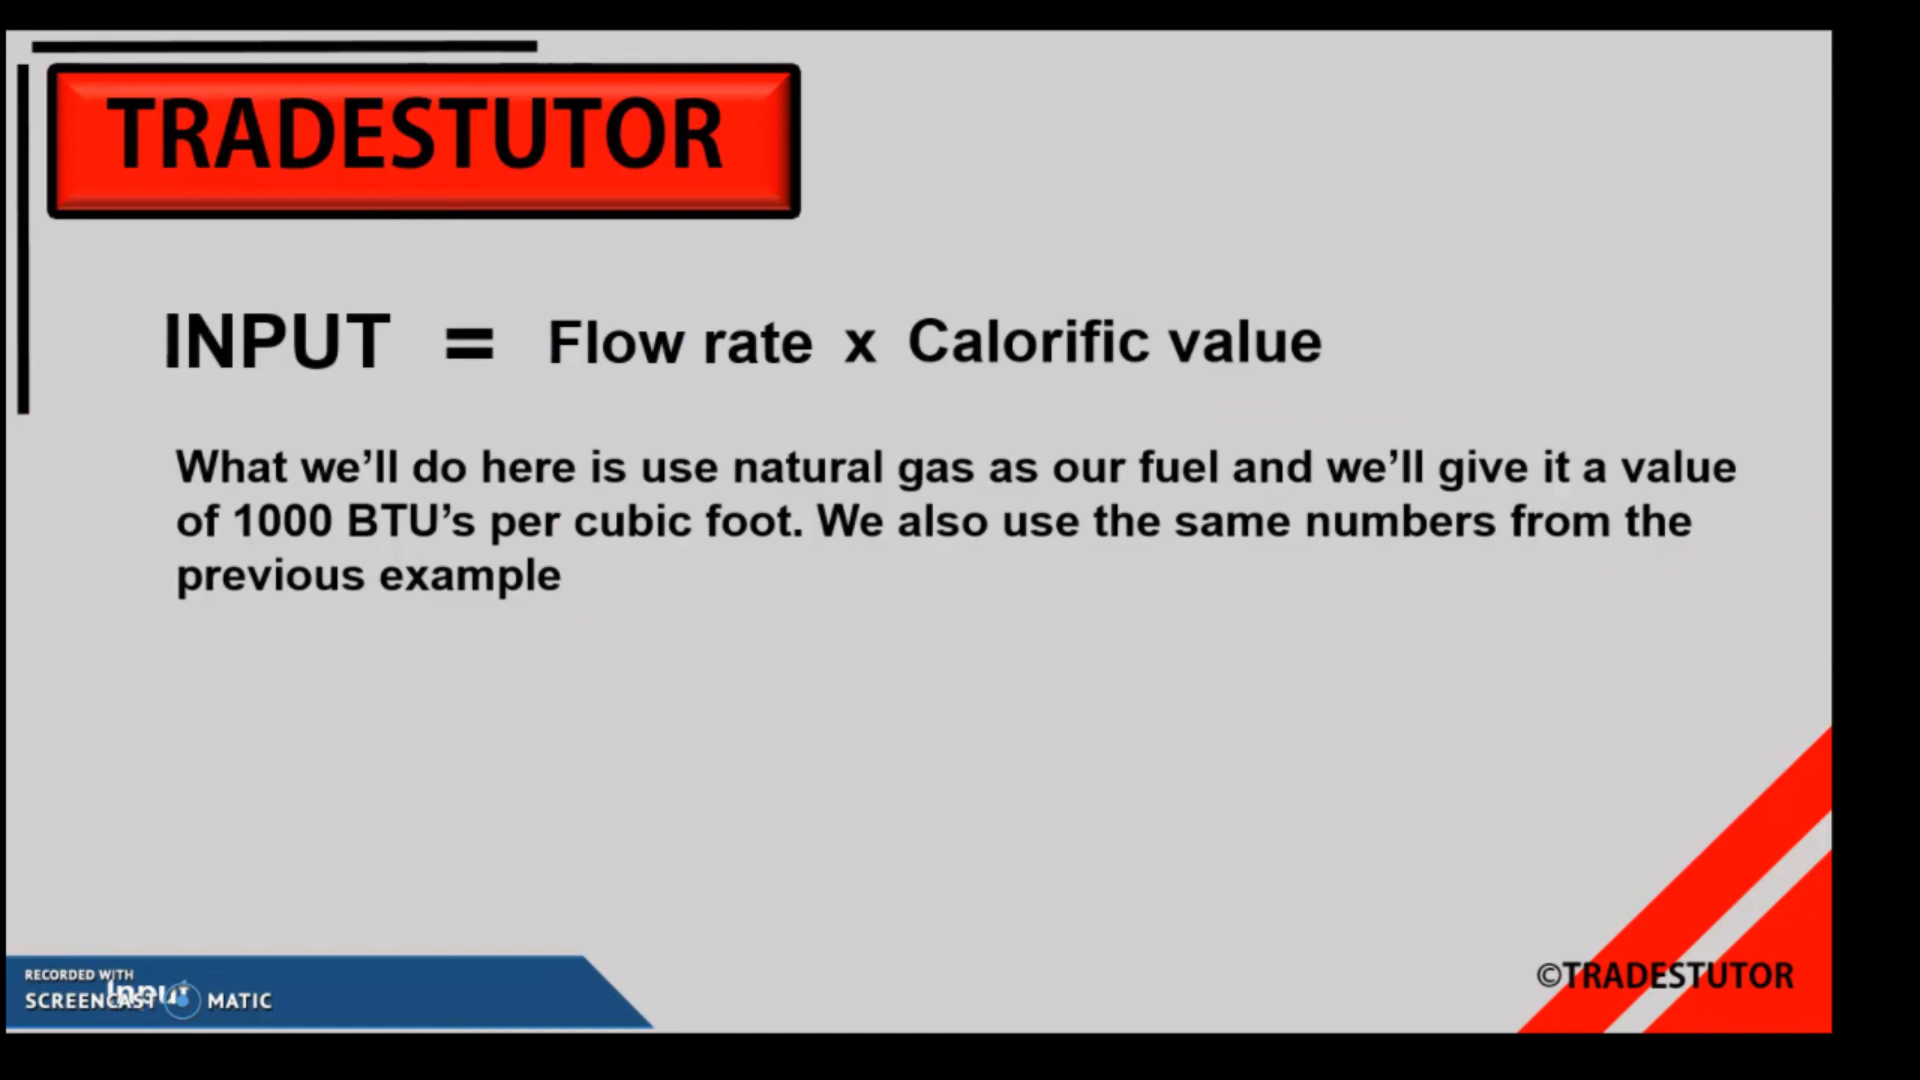 TRADESTUTOR
INPUT = Flow rate x Calorific value
What we’ll do here is use natural gas as our fuel and we’ll give it a value
of 1000 BTU’s per cubic foot. We also use the same numbers from the
previous example
RECORDED WITH
SCREENCAST MATIC
Input
©TRADESTUTOR